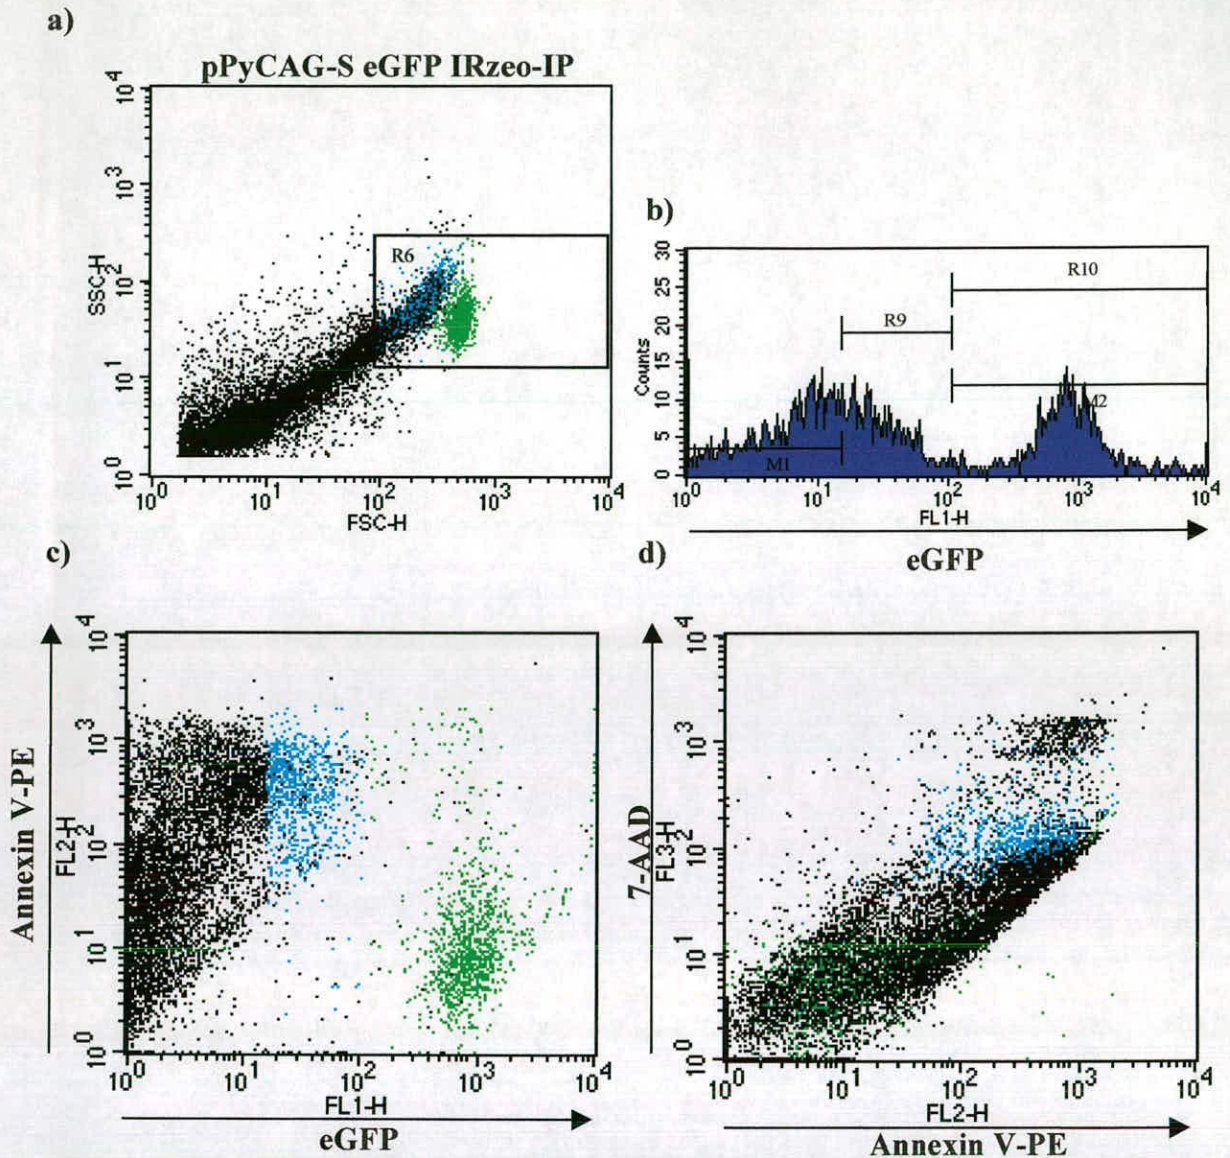 a)
pPyCAG-S eGFP IRzeo-IP
10^4
10^3
10^2
10^1
10^0
SSC-H
R6
10^0 10^1 10^2 10^3 10^4
FSC-H
b)
30
25
20
15
10
5
0
Counts
R10
R9
M2
M1
10^0 10^1 10^2 10^3 10^4
FL1-H
eGFP
c)
Annexin V-PE
FL2-H
10^4
10^3
10^2
10^1
10^0
10^0 10^1 10^2 10^3 10^4
FL1-H
eGFP
d)
7-AAD
FL3-H
10^4
10^3
10^2
10^1
10^0
10^0 10^1 10^2 10^3 10^4
FL2-H
Annexin V-PE